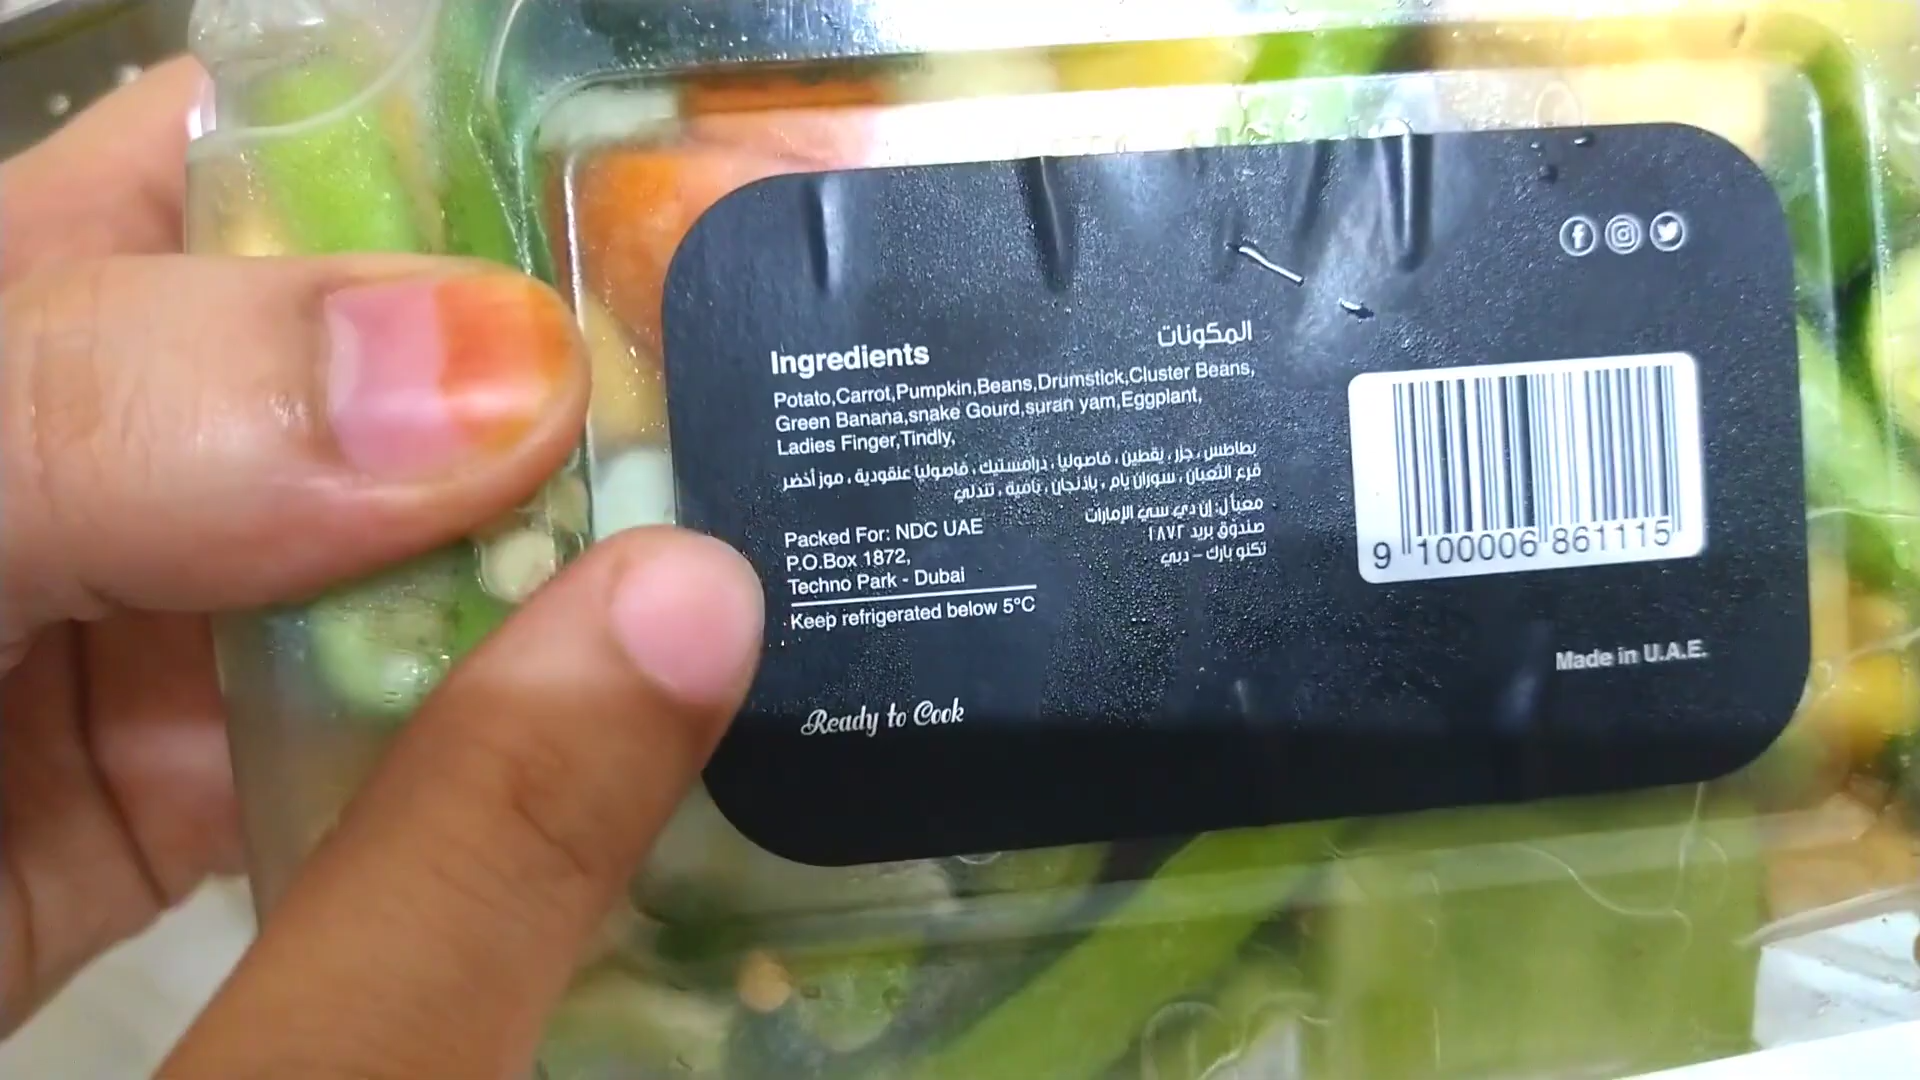 Ingredients
المكونات
Potato,Carrot,Pumpkin,Beans,Drumstick,Cluster Beans,
Green Banana,snake Gourd,suran yam,Eggplant,
Ladies Finger,Tindly,
بطاطس ، جزر ، يقطين ، فاصوليا ، درامستيك ، فاصوليا عنقودية ، موز أخضر
قرع الثعبان ، سوران يام ، باذنجان ، بامية ، تندلي
Packed For: NDC UAE
P.O.Box 1872,
Techno Park - Dubai
معبأ ل: إن دي سي الإمارات
صندوق بريد ١٨٧٢
تكنو بارك – دبي
Keep refrigerated below 5°C
Ready to Cook
9 100006 861115
Made in U.A.E.